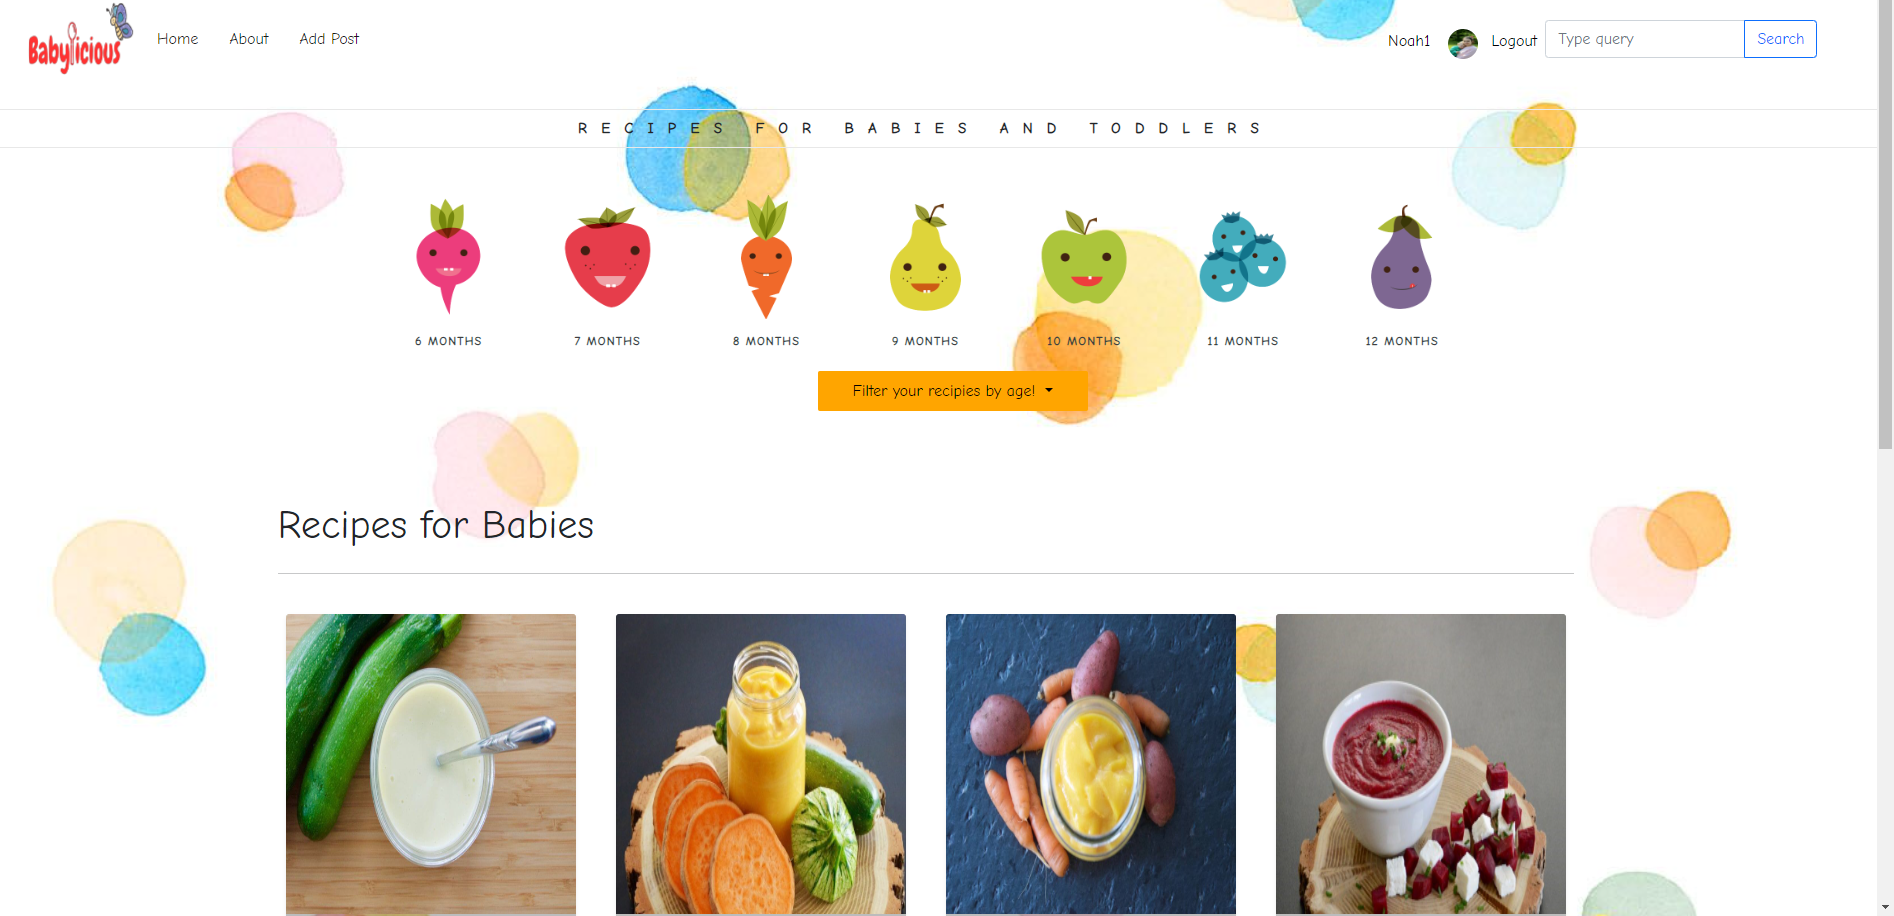 Babylicious
Home About Add Post
Noah1 Logout Type query Search
RECIPES FOR BABIES AND TODDLERS
6 MONTHS 7 MONTHS 8 MONTHS 9 MONTHS 10 MONTHS 11 MONTHS 12 MONTHS
Filter your recipies by age!
Recipes for Babies